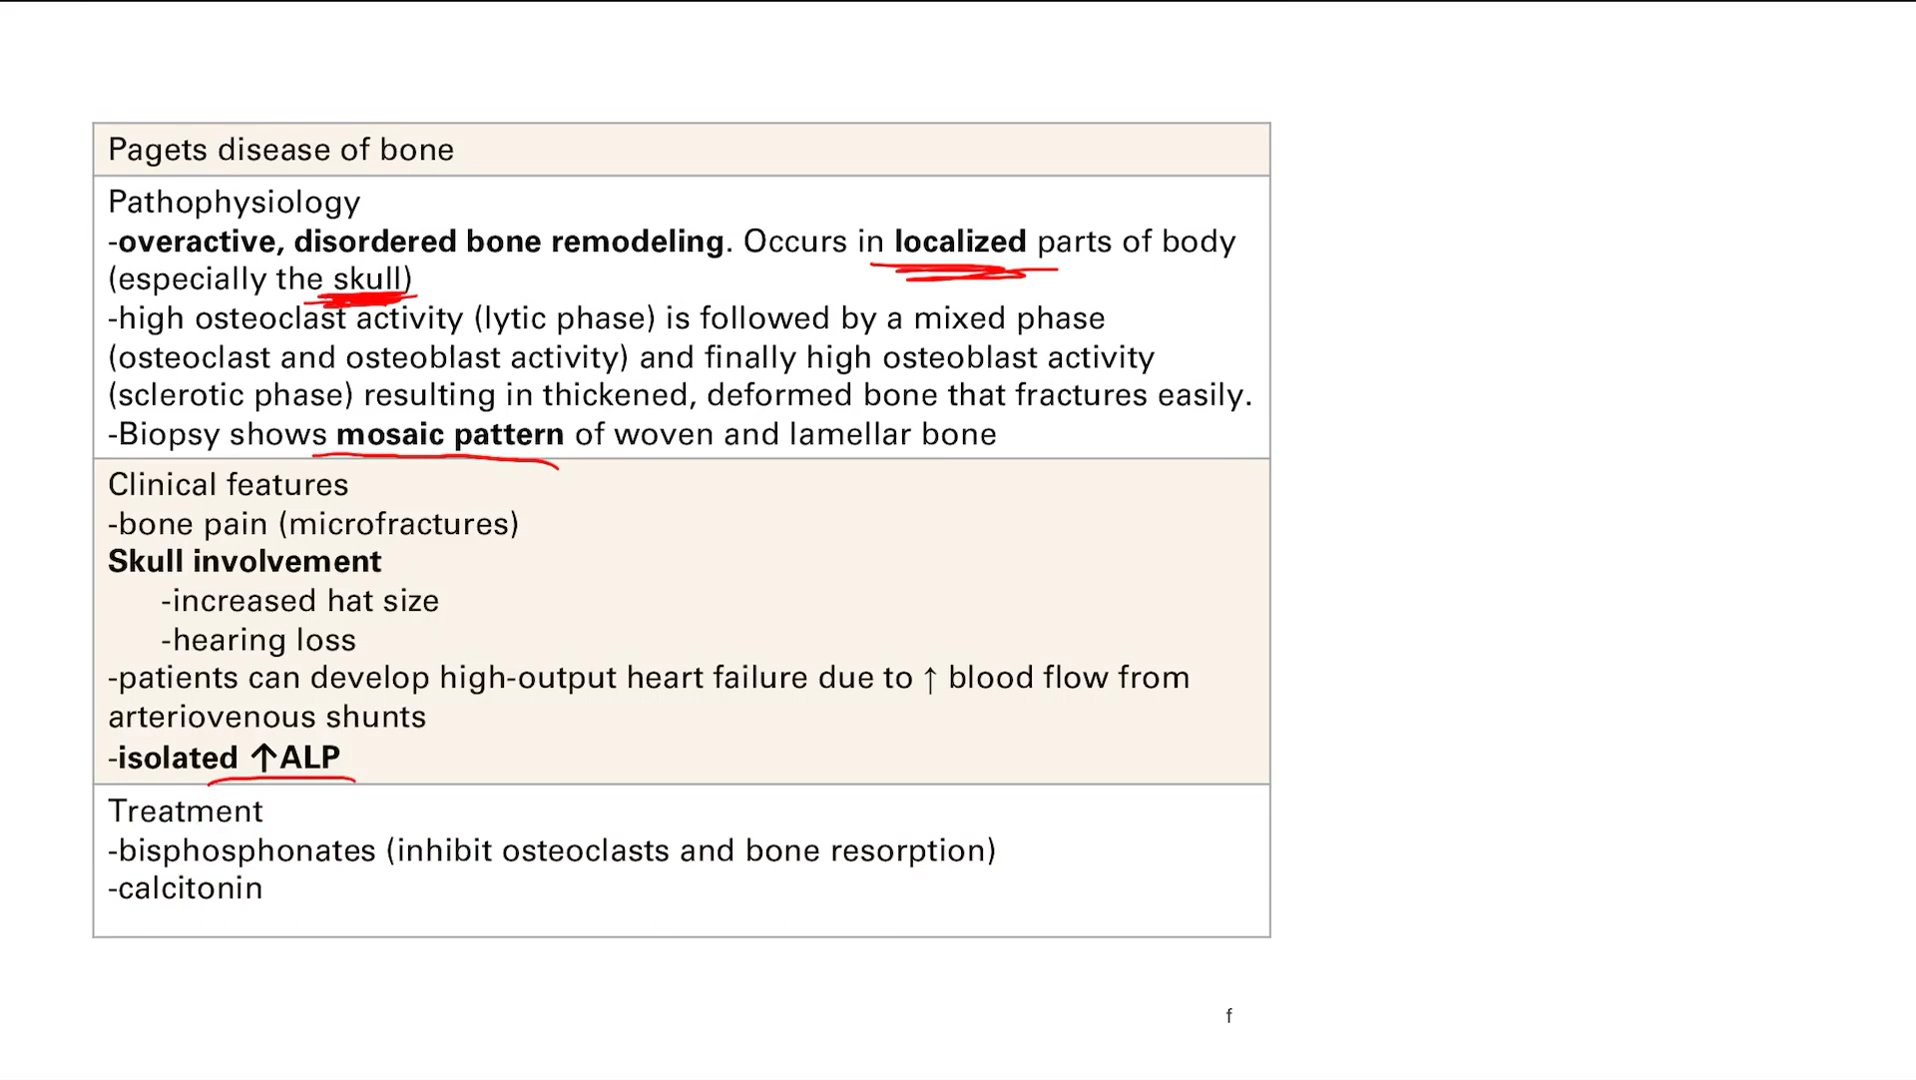 Pagets disease of bone
Pathophysiology
-overactive, disordered bone remodeling. Occurs in localized parts of body
(especially the skull)
-high osteoclast activity (lytic phase) is followed by a mixed phase
(osteoclast and osteoblast activity) and finally high osteoblast activity
(sclerotic phase) resulting in thickened, deformed bone that fractures easily.
-Biopsy shows mosaic pattern of woven and lamellar bone
Clinical features
-bone pain (microfractures)
Skull involvement
-increased hat size
-hearing loss
-patients can develop high-output heart failure due to ↑ blood flow from
arteriovenous shunts
-isolated ↑ALP
Treatment
-bisphosphonates (inhibit osteoclasts and bone resorption)
-calcitonin
f